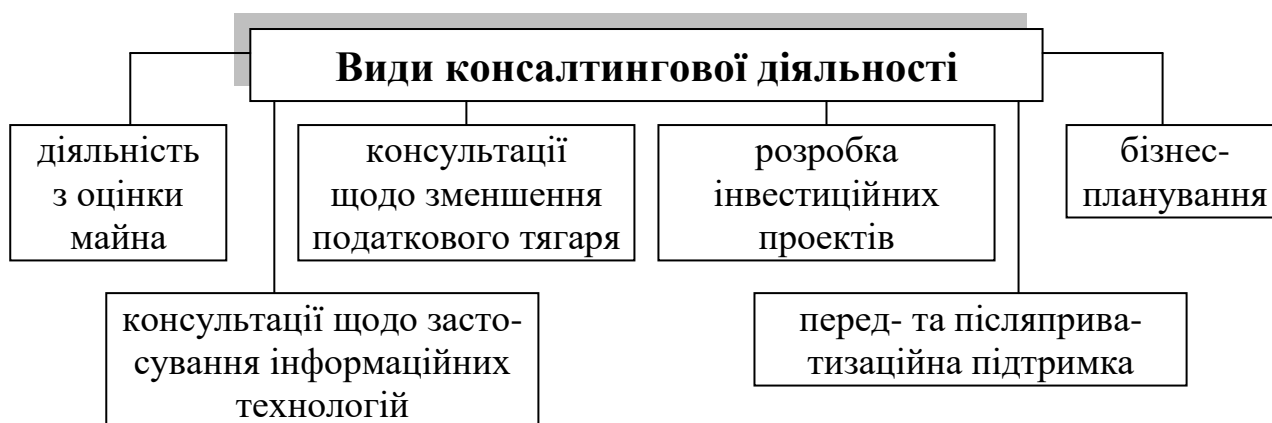 Види консалтингової діяльності
діяльність
з оцінки
майна
консультації
щодо зменшення
податкового тягаря
розробка
інвестиційних
проектів
бізнес-
планування
консультації щодо засто-
сування інформаційних
технологій
перед- та післяприва-
тизаційна підтримка